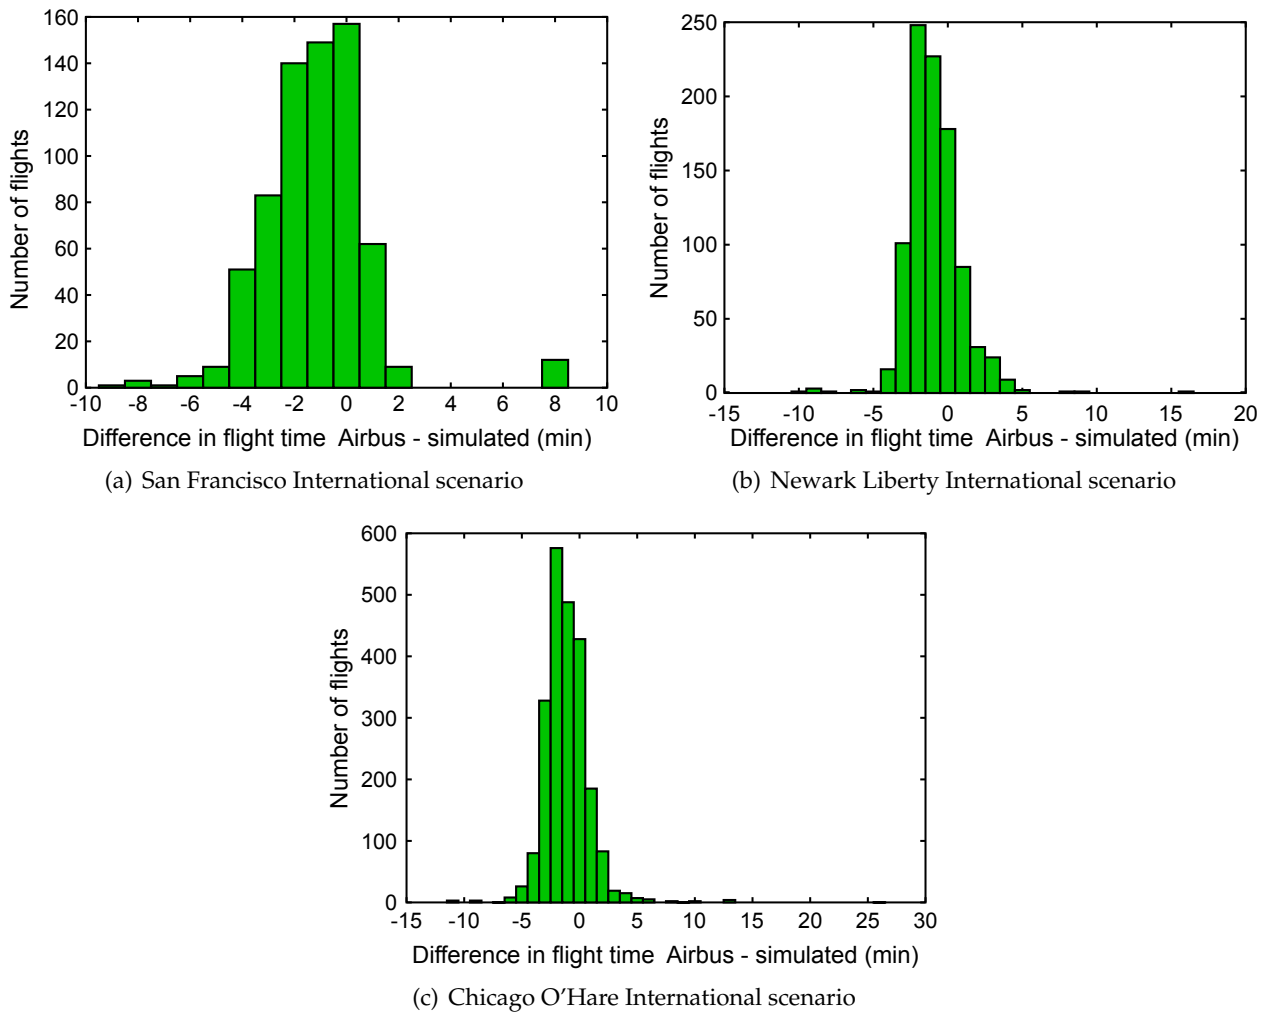 160
140
120
100
80
60
40
20
0
Number of flights
-10 -8 -6 -4 -2 0 2 4 6 8 10
Difference in flight time Airbus - simulated (min)
(a) San Francisco International scenario
250
200
150
100
50
0
Number of flights
-15 -10 -5 0 5 10 15 20
Difference in flight time Airbus - simulated (min)
(b) Newark Liberty International scenario
600
500
400
300
200
100
0
Number of flights
-15 -10 -5 0 5 10 15 20 25 30
Difference in flight time Airbus - simulated (min)
(c) Chicago O’Hare International scenario